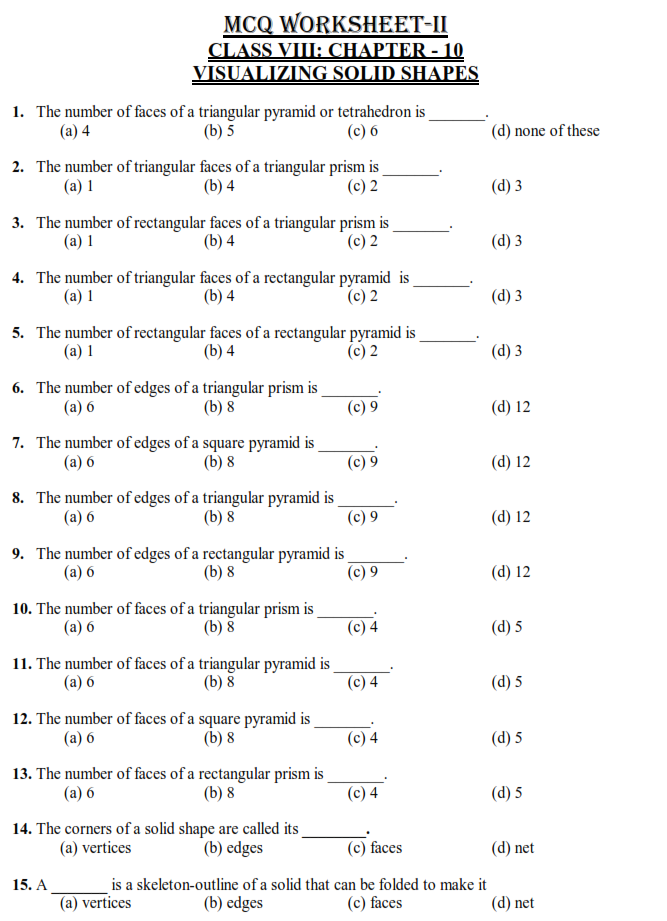 MCQ WORKSHEET-II
CLASS VIII: CHAPTER - 10
VISUALIZING SOLID SHAPES
1. The number of faces of a triangular pyramid or tetrahedron is _______.
(a) 4 (b) 5 (c) 6 (d) none of these
2. The number of triangular faces of a triangular prism is _______.
(a) 1 (b) 4 (c) 2 (d) 3
3. The number of rectangular faces of a triangular prism is _______.
(a) 1 (b) 4 (c) 2 (d) 3
4. The number of triangular faces of a rectangular pyramid is _______.
(a) 1 (b) 4 (c) 2 (d) 3
5. The number of rectangular faces of a rectangular pyramid is _______.
(a) 1 (b) 4 (c) 2 (d) 3
6. The number of edges of a triangular prism is _______.
(a) 6 (b) 8 (c) 9 (d) 12
7. The number of edges of a square pyramid is _______.
(a) 6 (b) 8 (c) 9 (d) 12
8. The number of edges of a triangular pyramid is _______.
(a) 6 (b) 8 (c) 9 (d) 12
9. The number of edges of a rectangular pyramid is _______.
(a) 6 (b) 8 (c) 9 (d) 12
10. The number of faces of a triangular prism is _______.
(a) 6 (b) 8 (c) 4 (d) 5
11. The number of faces of a triangular pyramid is _______.
(a) 6 (b) 8 (c) 4 (d) 5
12. The number of faces of a square pyramid is _______.
(a) 6 (b) 8 (c) 4 (d) 5
13. The number of faces of a rectangular prism is _______.
(a) 6 (b) 8 (c) 4 (d) 5
14. The corners of a solid shape are called its ________.
(a) vertices (b) edges (c) faces (d) net
15. A _______ is a skeleton-outline of a solid that can be folded to make it
(a) vertices (b) edges (c) faces (d) net